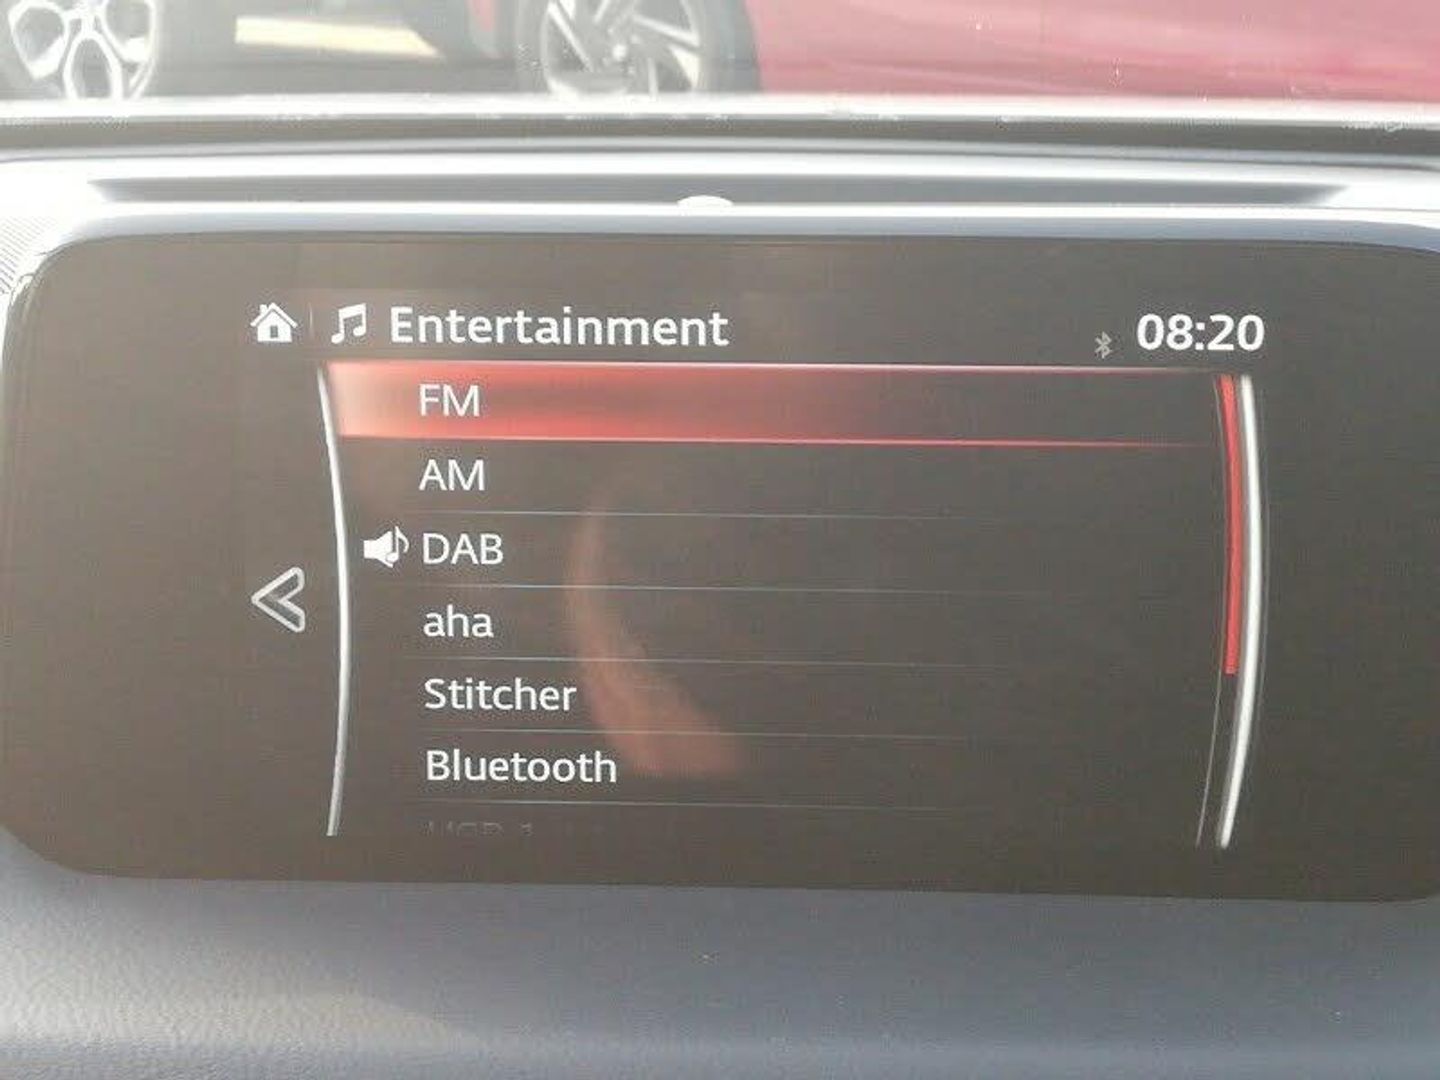 Entertainment 08:20
FM
AM
DAB
aha
Stitcher
Bluetooth